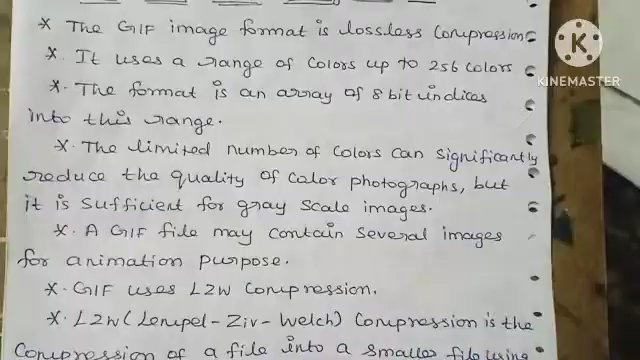 * The GIF image format is lossless Compression
*. It uses a range of Colors up to 256 colors
*. The format is an array of 8 bit indices
into this range.
*. The limited number of colors can significantly
reduce the quality of color photographs, but
it is sufficient for gray scale images.
*. A GIF file may contain several images
for animation purpose.
*. GIF uses LZW Compression.
*. LZW (Lempel-Ziv-Welch) Compression is the
Compression of a file into a smaller file using
K
KINEMASTER